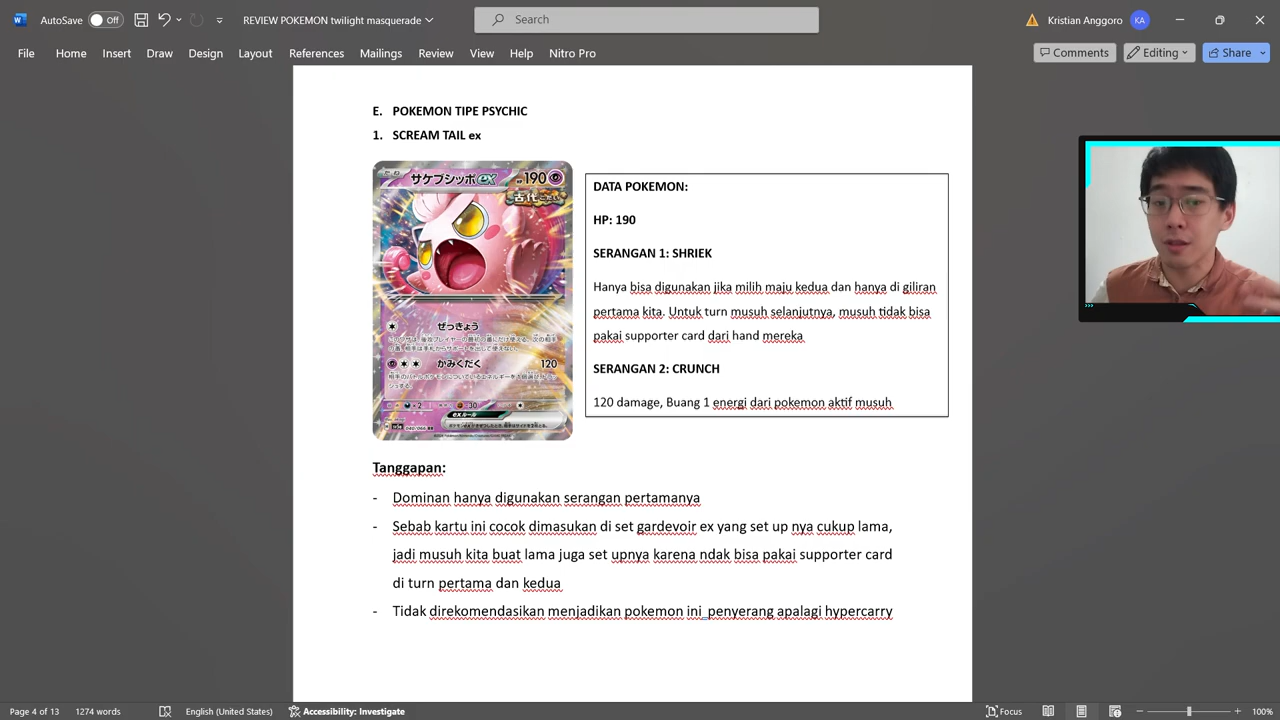 AutoSave Off REVIEW POKEMON twilight masquerade Search Kristian Anggoro KA
File Home Insert Draw Design Layout References Mailings Review View Help Nitro Pro Comments Editing Share
E. POKEMON TIPE PSYCHIC
1. SCREAM TAIL ex
サケブシッポex HP190
古代
ぜっきょう
かみくだく 120
DATA POKEMON:
HP: 190
SERANGAN 1: SHRIEK
Hanya bisa digunakan jika milih maju kedua dan hanya di giliran
pertama kita. Untuk turn musuh selanjutnya, musuh tidak bisa
pakai supporter card dari hand mereka
SERANGAN 2: CRUNCH
120 damage, Buang 1 energi dari pokemon aktif musuh
Tanggapan:
- Dominan hanya digunakan serangan pertamanya
- Sebab kartu ini cocok dimasukan di set gardevoir ex yang set up nya cukup lama,
jadi musuh kita buat lama juga set upnya karena ndak bisa pakai supporter card
di turn pertama dan kedua
- Tidak direkomendasikan menjadikan pokemon ini penyerang apalagi hypercarry
Page 4 of 13 1274 words English (United States) Accessibility: Investigate Focus 100%